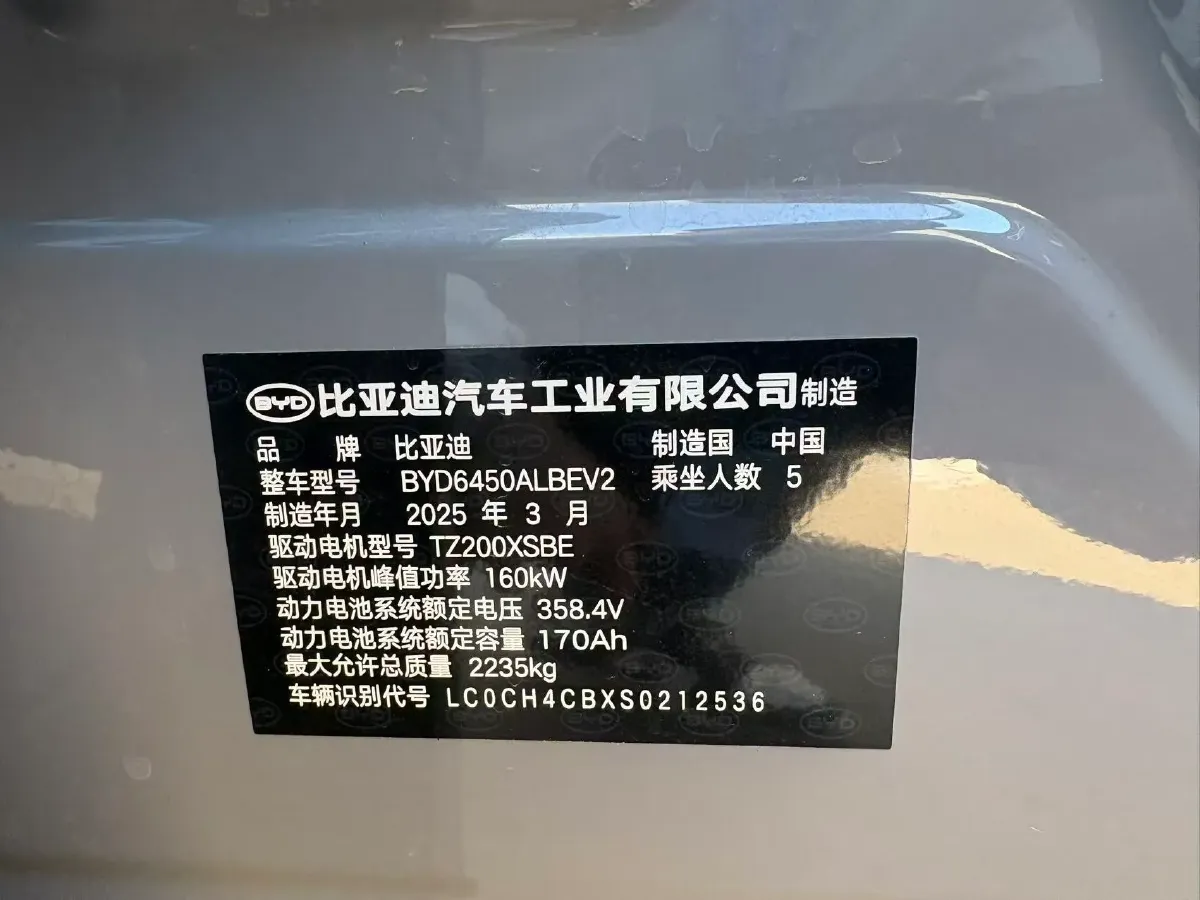 BYD 比亚迪汽车工业有限公司制造
品 牌 比亚迪 制造国 中国
整车型号 BYD6450ALBEV2 乘坐人数 5
制造年月 2025 年 3 月
驱动电机型号 TZ200XSBE
驱动电机峰值功率 160kW
动力电池系统额定电压 358.4V
动力电池系统额定容量 170Ah
最大允许总质量 2235kg
车辆识别代号 LC0CH4CBXS0212536